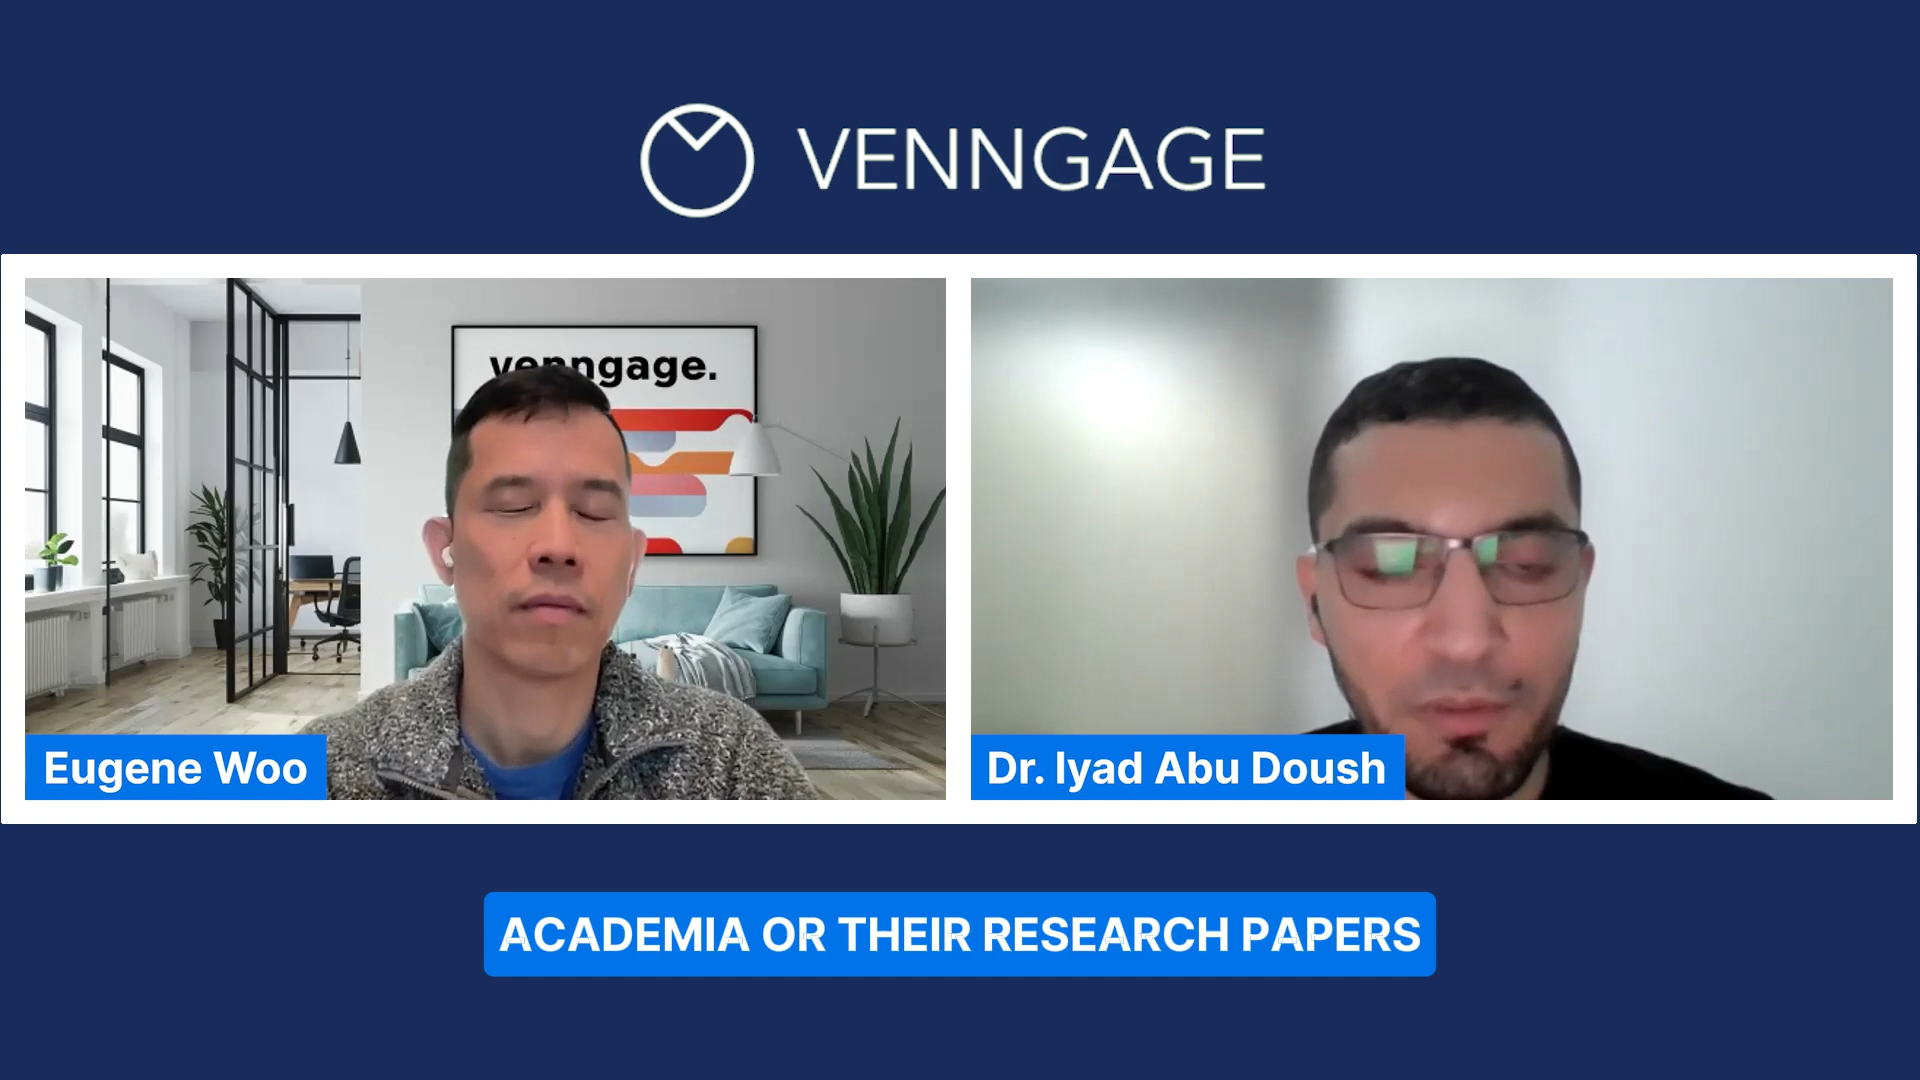 VENNGAGE
venngage.
Eugene Woo
Dr. Iyad Abu Doush
ACADEMIA OR THEIR RESEARCH PAPERS